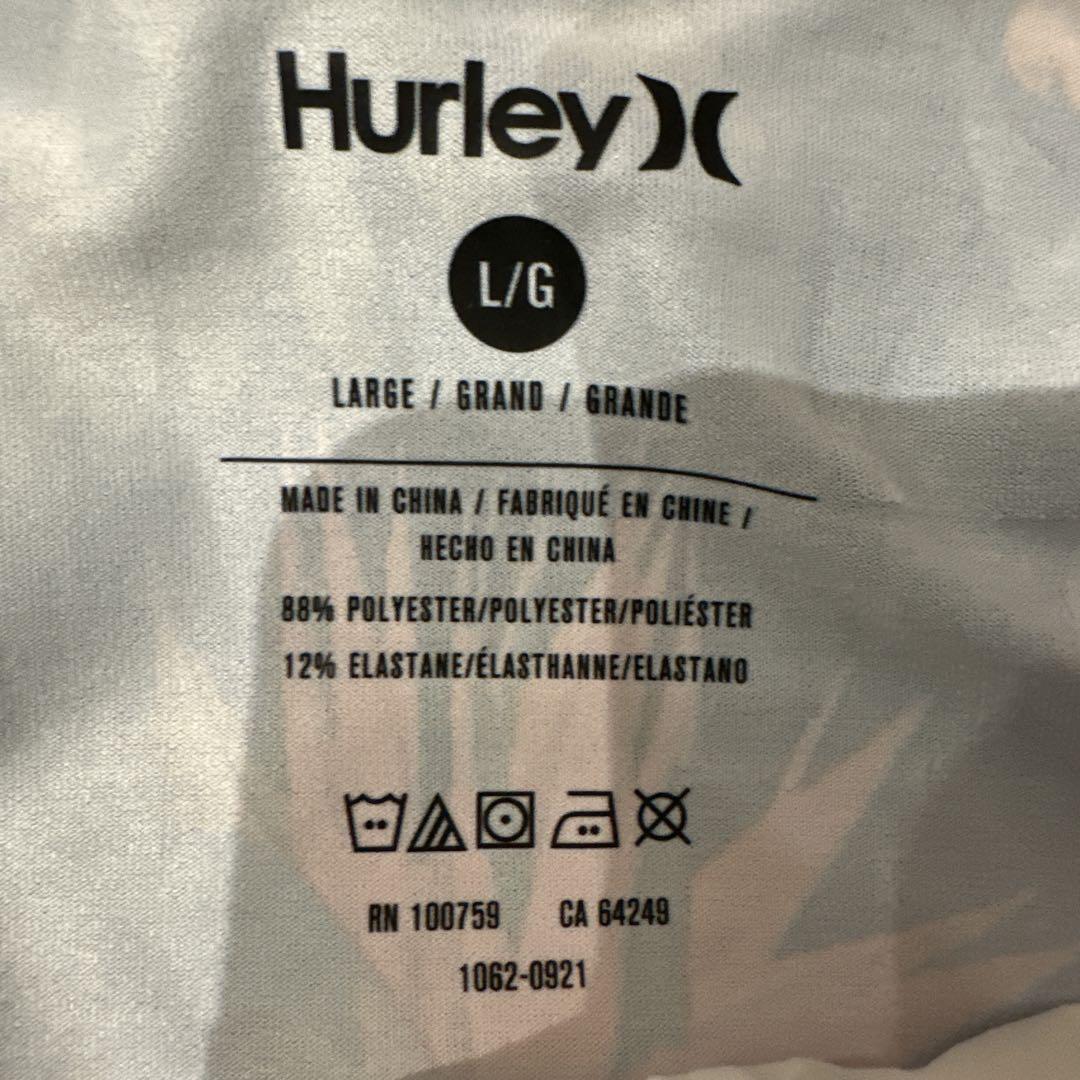 Hurley
L/G
LARGE / GRAND / GRANDE
MADE IN CHINA / FABRIQUÉ EN CHINE /
HECHO EN CHINA
88% POLYESTER/POLYESTER/POLIÉSTER
12% ELASTANE/ÉLASTHANNE/ELASTANO
RN 100759 CA 64249
1062-0921